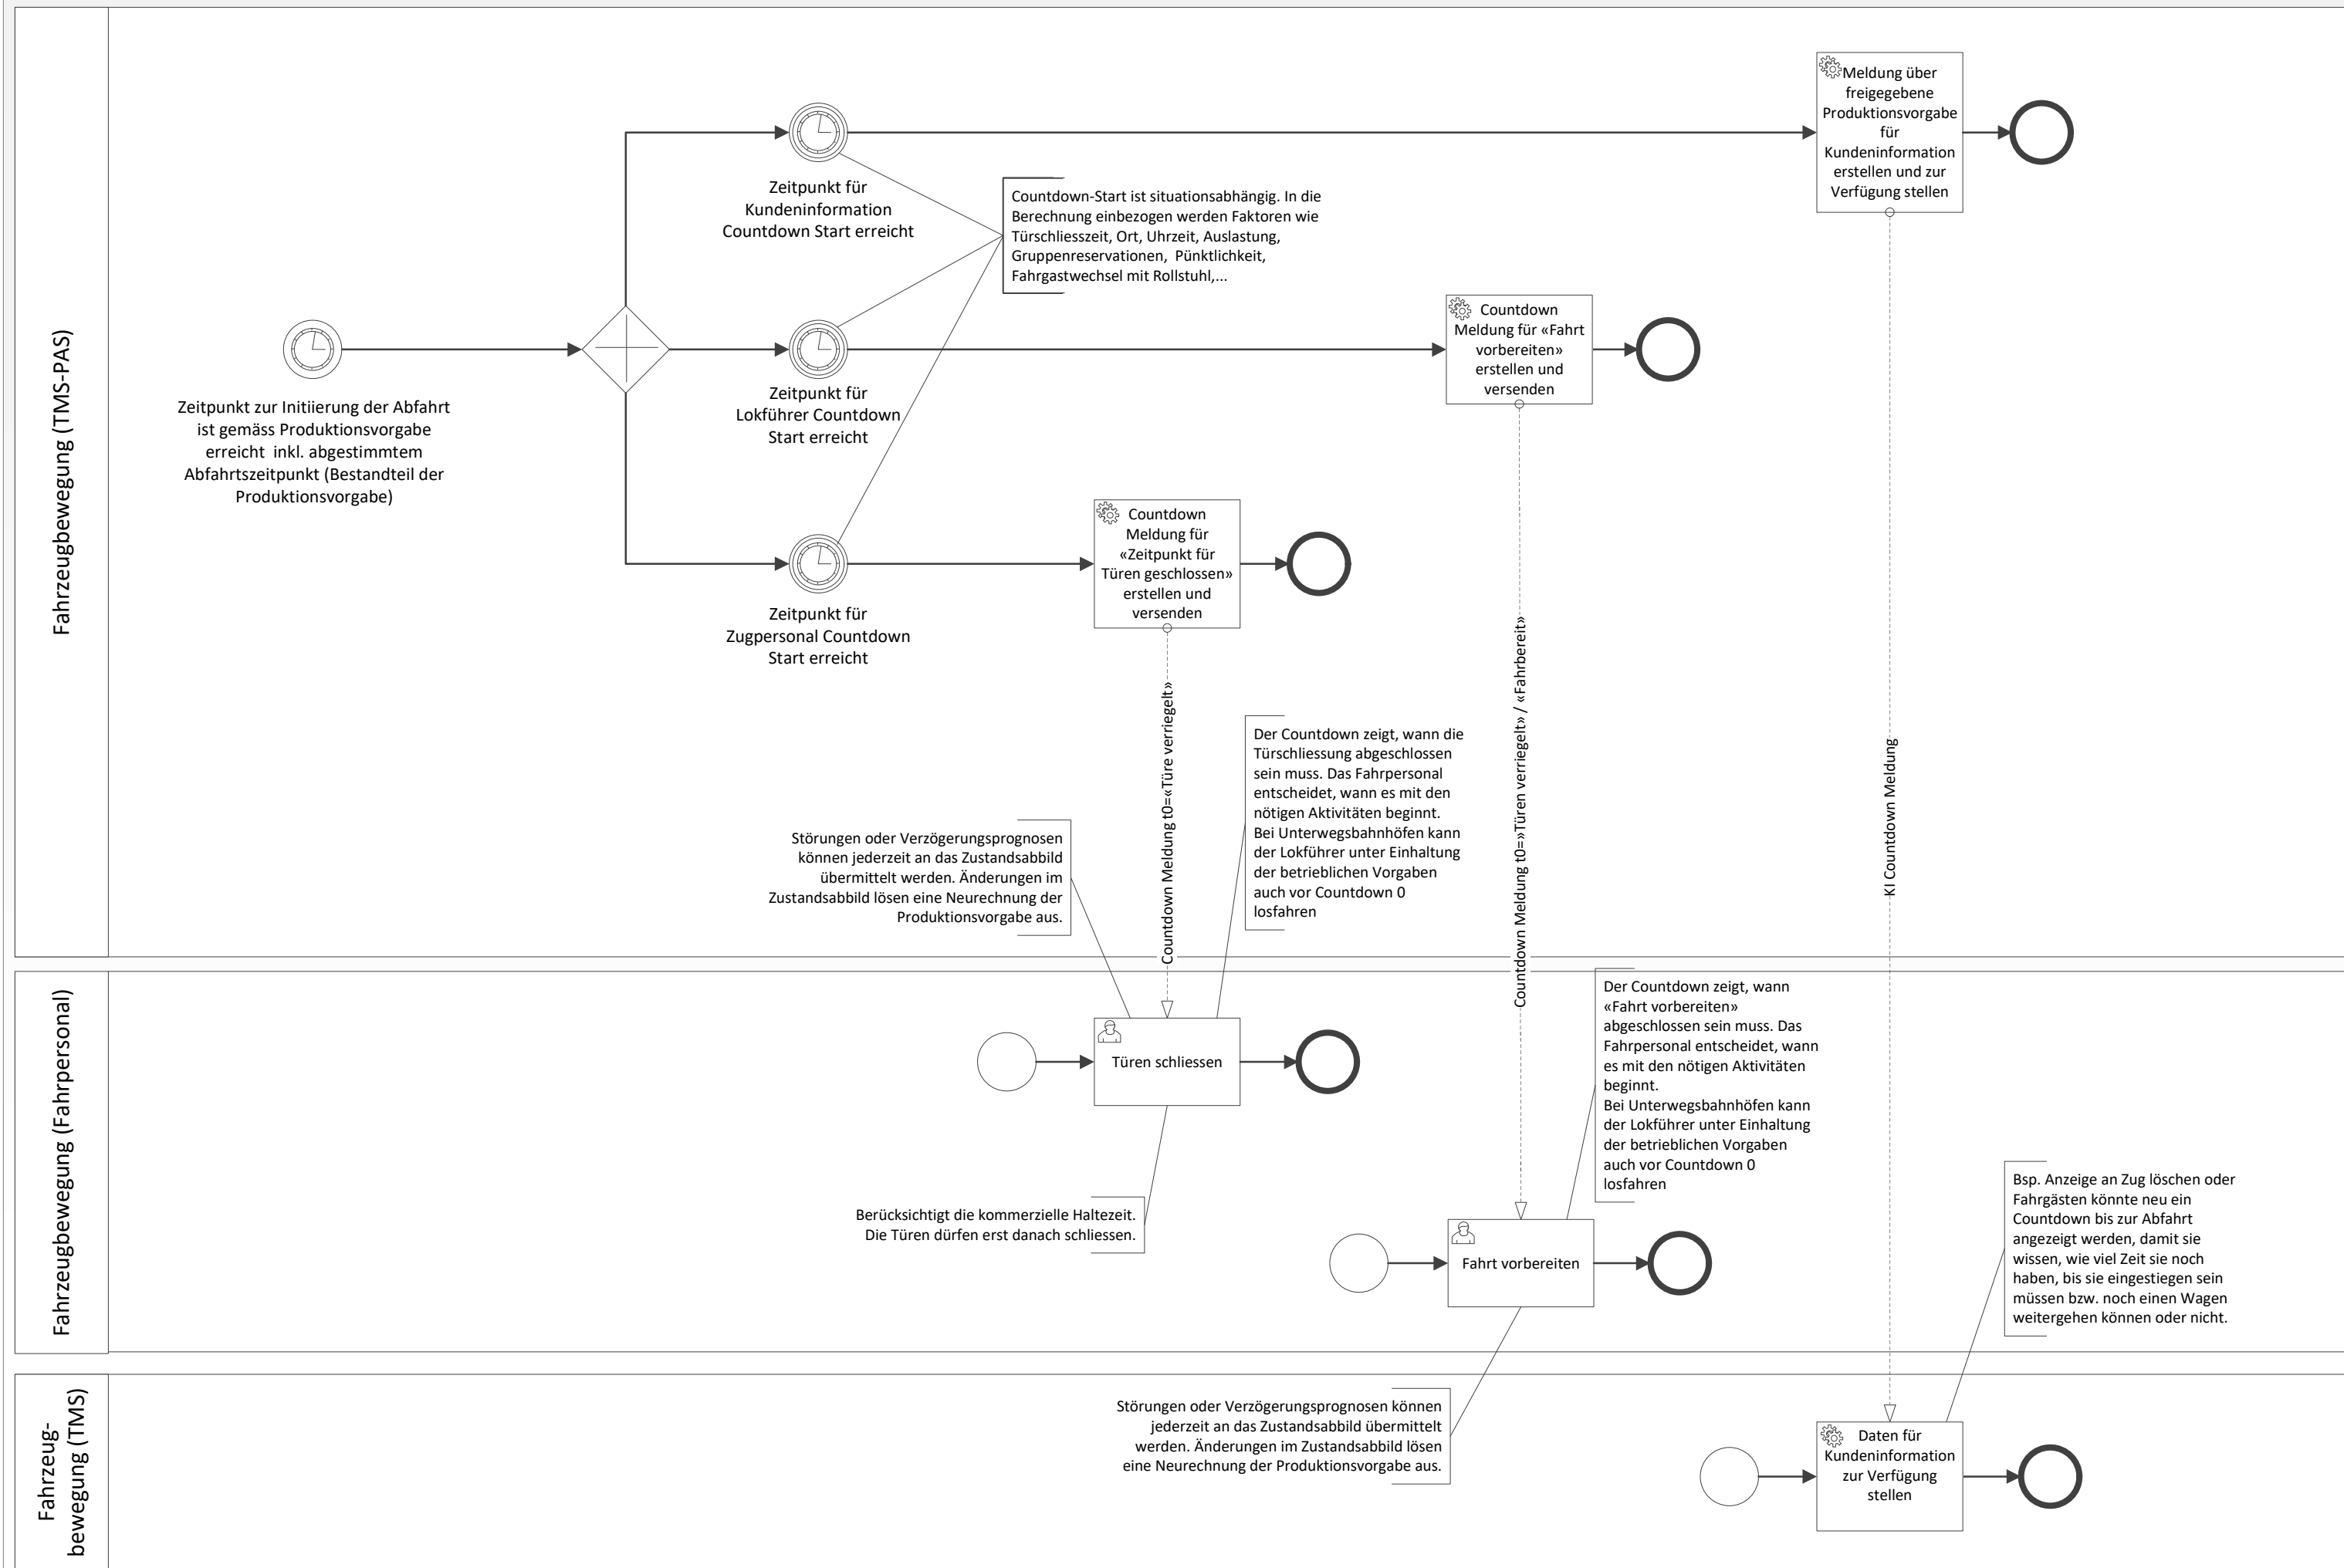 Fahrzeugbewegung (TMS-PAS)
Zeitpunkt zur Initiierung der Abfahrt
ist gemäss Produktionsvorgabe
erreicht  inkl. abgestimmtem
Abfahrtszeitpunkt (Bestandteil der
Produktionsvorgabe)
Zeitpunkt für
Kundeninformation
Countdown Start erreicht
Countdown-Start ist situationsabhängig. In die
Berechnung einbezogen werden Faktoren wie
Türschliesszeit, Ort, Uhrzeit, Auslastung,
Gruppenreservationen,  Pünktlichkeit,
Fahrgastwechsel mit Rollstuhl,...
Meldung über
freigegebene
Produktionsvorgabe
für
Kundeninformation
erstellen und zur
Verfügung stellen
Zeitpunkt für
Lokführer Countdown
Start erreicht
Countdown
Meldung für «Fahrt
vorbereiten»
erstellen und
versenden
Zeitpunkt für
Zugpersonal Countdown
Start erreicht
Countdown
Meldung für
«Zeitpunkt für
Türen geschlossen»
erstellen und
versenden
Countdown Meldung t0=«Türe verriegelt»
Countdown Meldung t0=»Türen verriegelt» / «Fahrbereit»
KI Countdown Meldung
Störungen oder Verzögerungsprognosen
können jederzeit an das Zustandsabbild
übermittelt werden. Änderungen im
Zustandsabbild lösen eine Neurechnung der
Produktionsvorgabe aus.
Der Countdown zeigt, wann die
Türschliessung abgeschlossen
sein muss. Das Fahrpersonal
entscheidet, wann es mit den
nötigen Aktivitäten beginnt.
Bei Unterwegsbahnhöfen kann
der Lokführer unter Einhaltung
der betrieblichen Vorgaben
auch vor Countdown 0
losfahren
Fahrzeugbewegung (Fahrpersonal)
Türen schliessen
Berücksichtigt die kommerzielle Haltezeit.
Die Türen dürfen erst danach schliessen.
Der Countdown zeigt, wann
«Fahrt vorbereiten»
abgeschlossen sein muss. Das
Fahrpersonal entscheidet, wann
es mit den nötigen Aktivitäten
beginnt.
Bei Unterwegsbahnhöfen kann
der Lokführer unter Einhaltung
der betrieblichen Vorgaben
auch vor Countdown 0
losfahren
Fahrt vorbereiten
Bsp. Anzeige an Zug löschen oder
Fahrgästen könnte neu ein
Countdown bis zur Abfahrt
angezeigt werden, damit sie
wissen, wie viel Zeit sie noch
haben, bis sie eingestiegen sein
müssen bzw. noch einen Wagen
weitergehen können oder nicht.
Fahrzeug-
bewegung (TMS)
Störungen oder Verzögerungsprognosen können
jederzeit an das Zustandsabbild übermittelt
werden. Änderungen im Zustandsabbild lösen
eine Neurechnung der Produktionsvorgabe aus.
Daten für
Kundeninformation
zur Verfügung
stellen